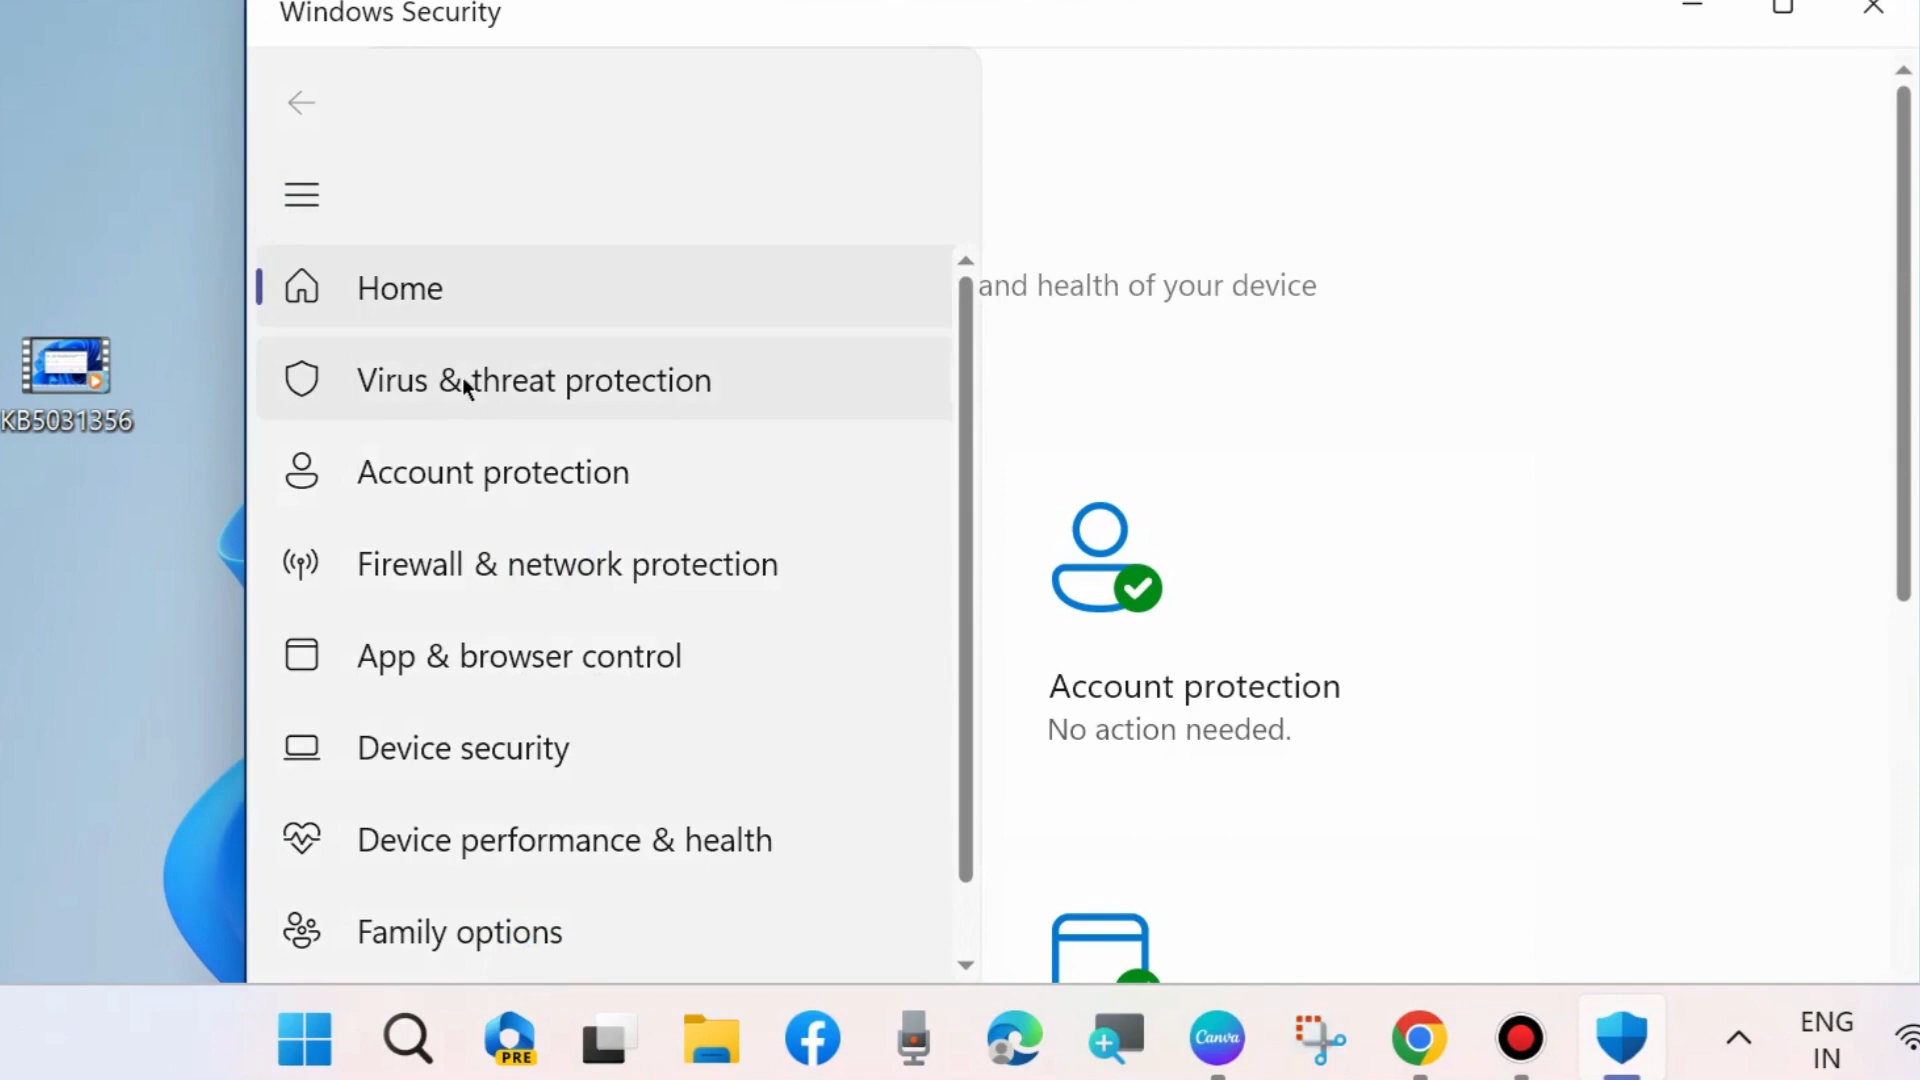 Windows Security
Home
and health of your device
Virus & threat protection
KB5031356
Account protection
Firewall & network protection
App & browser control
Account protection
No action needed.
Device security
Device performance & health
Family options
PRE
Canva
ENG
IN